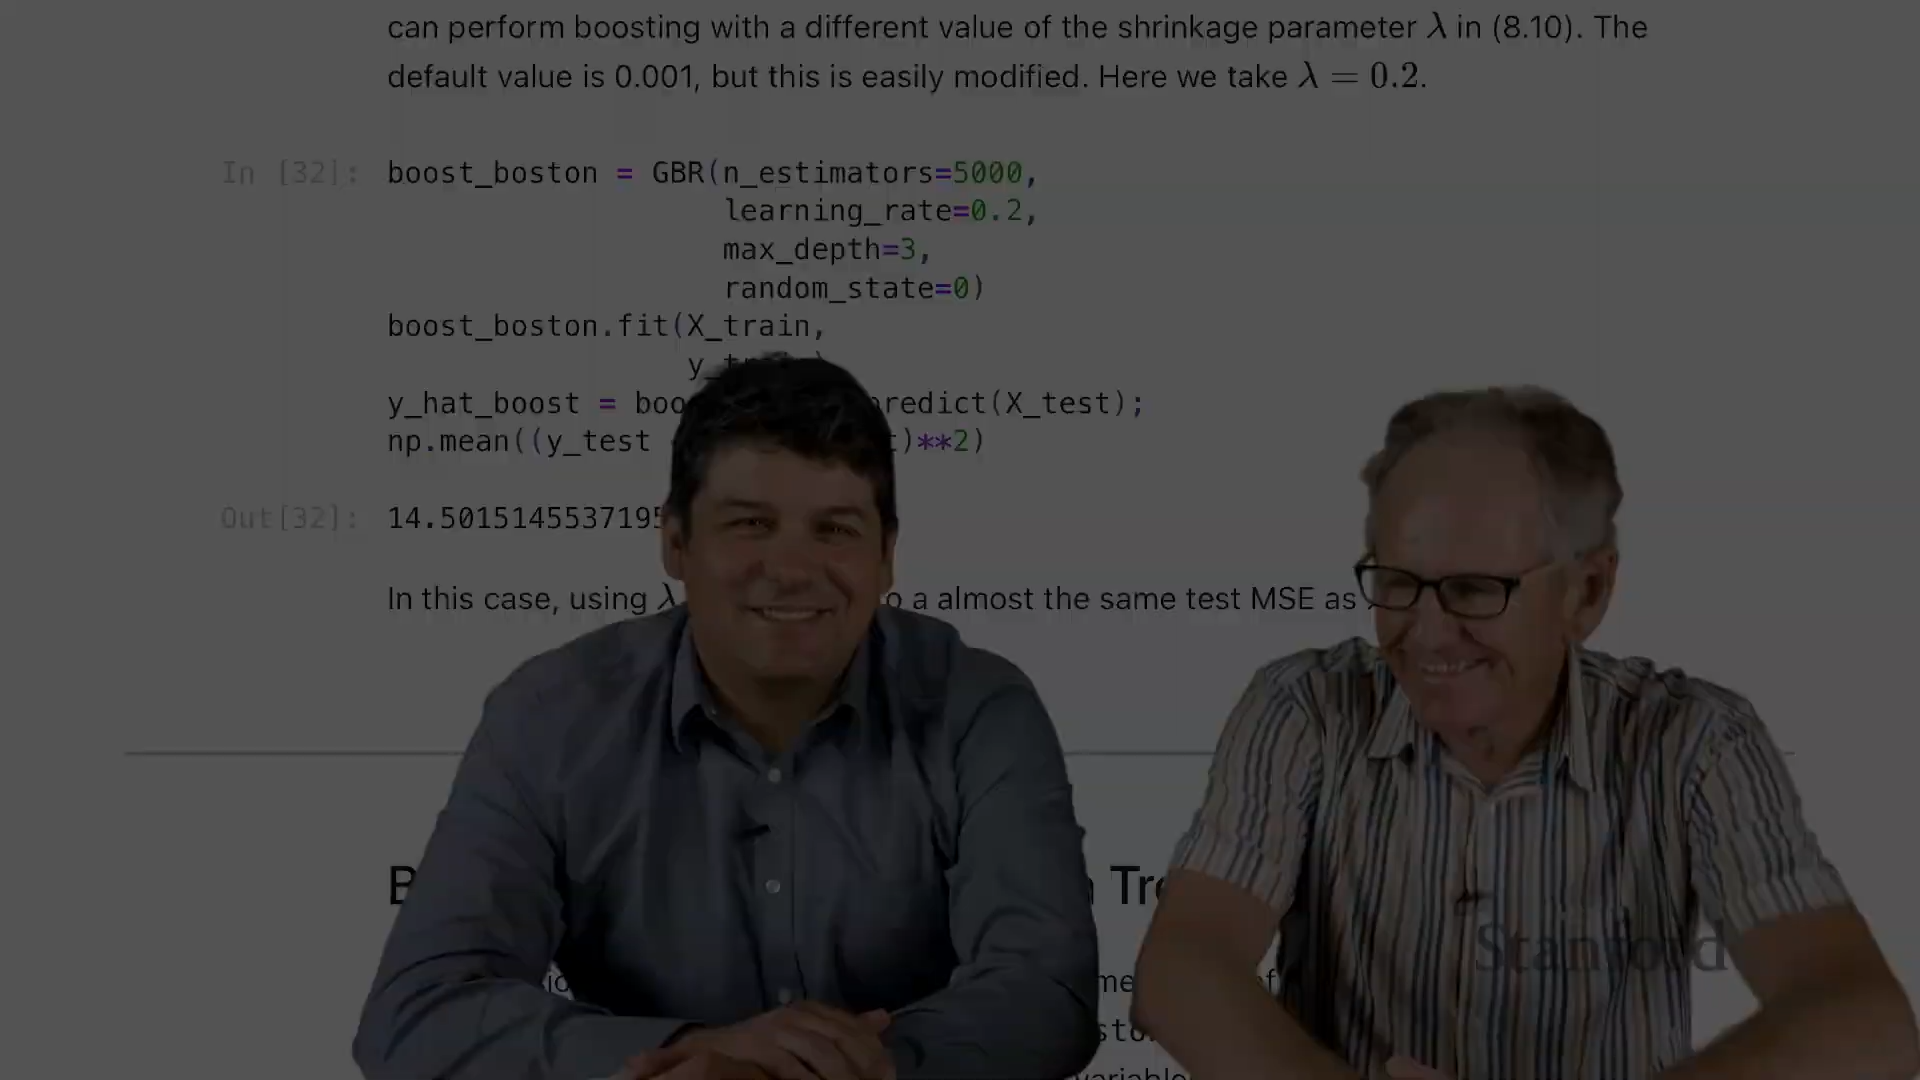 can perform boosting with a different value of the shrinkage parameter λ in (8.10). The
default value is 0.001, but this is easily modified. Here we take λ = 0.2.
In [32]: boost_boston = GBR(n_estimators=5000,
learning_rate=0.2,
max_depth=3,
random_state=0)
boost_boston.fit(X_train,
y_hat_boost = boo redict(X_test);
np.mean((y_test )**2)
Out[32]: 14.501514553719
In this case, using λ a almost the same test MSE as
Stanford